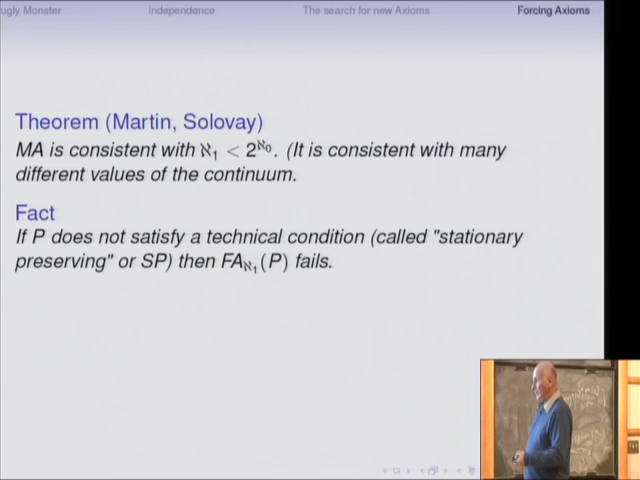 ugly Monster independence The search for new Axioms Forcing Axioms
Theorem (Martin, Solovay)
MA is consistent with ℵ₁ < 2^ℵ₀. (It is consistent with many
different values of the continuum.
Fact
If P does not satisfy a technical condition (called "stationary
preserving" or SP) then FA_ℵ₁(P) fails.